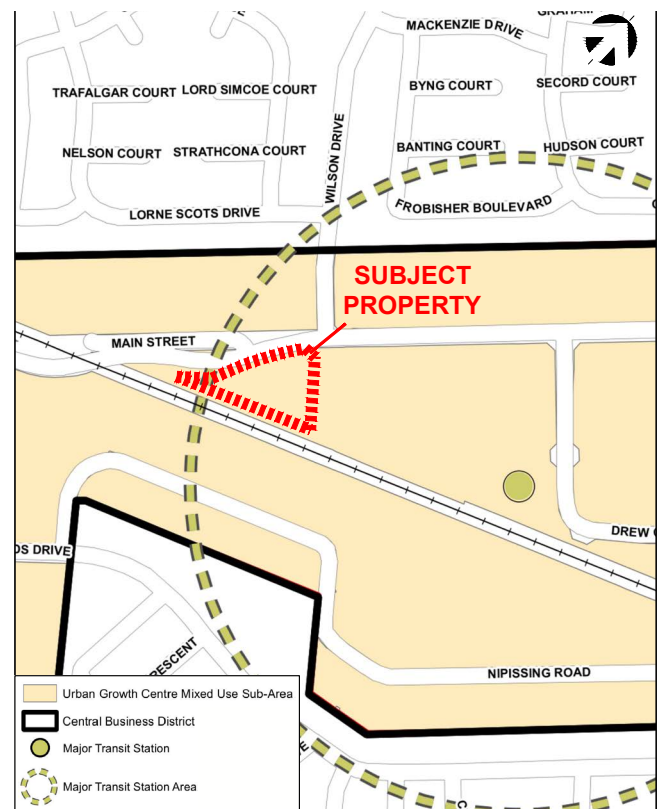 MACKENZIE DRIVE
TRAFALGAR COURT
LORD SIMCOE COURT
BYNG COURT
SECORD COURT
NELSON COURT
STRATHCONA COURT
WILSON DRIVE
BANTING COURT
HUDSON COURT
LORNE SCOTS DRIVE
FROBISHER BOULEVARD
SUBJECT
PROPERTY
MAIN STREET
DREW
DS DRIVE
RESCENT
NIPISSING ROAD
Urban Growth Centre Mixed Use Sub-Area
Central Business District
Major Transit Station
Major Transit Station Area